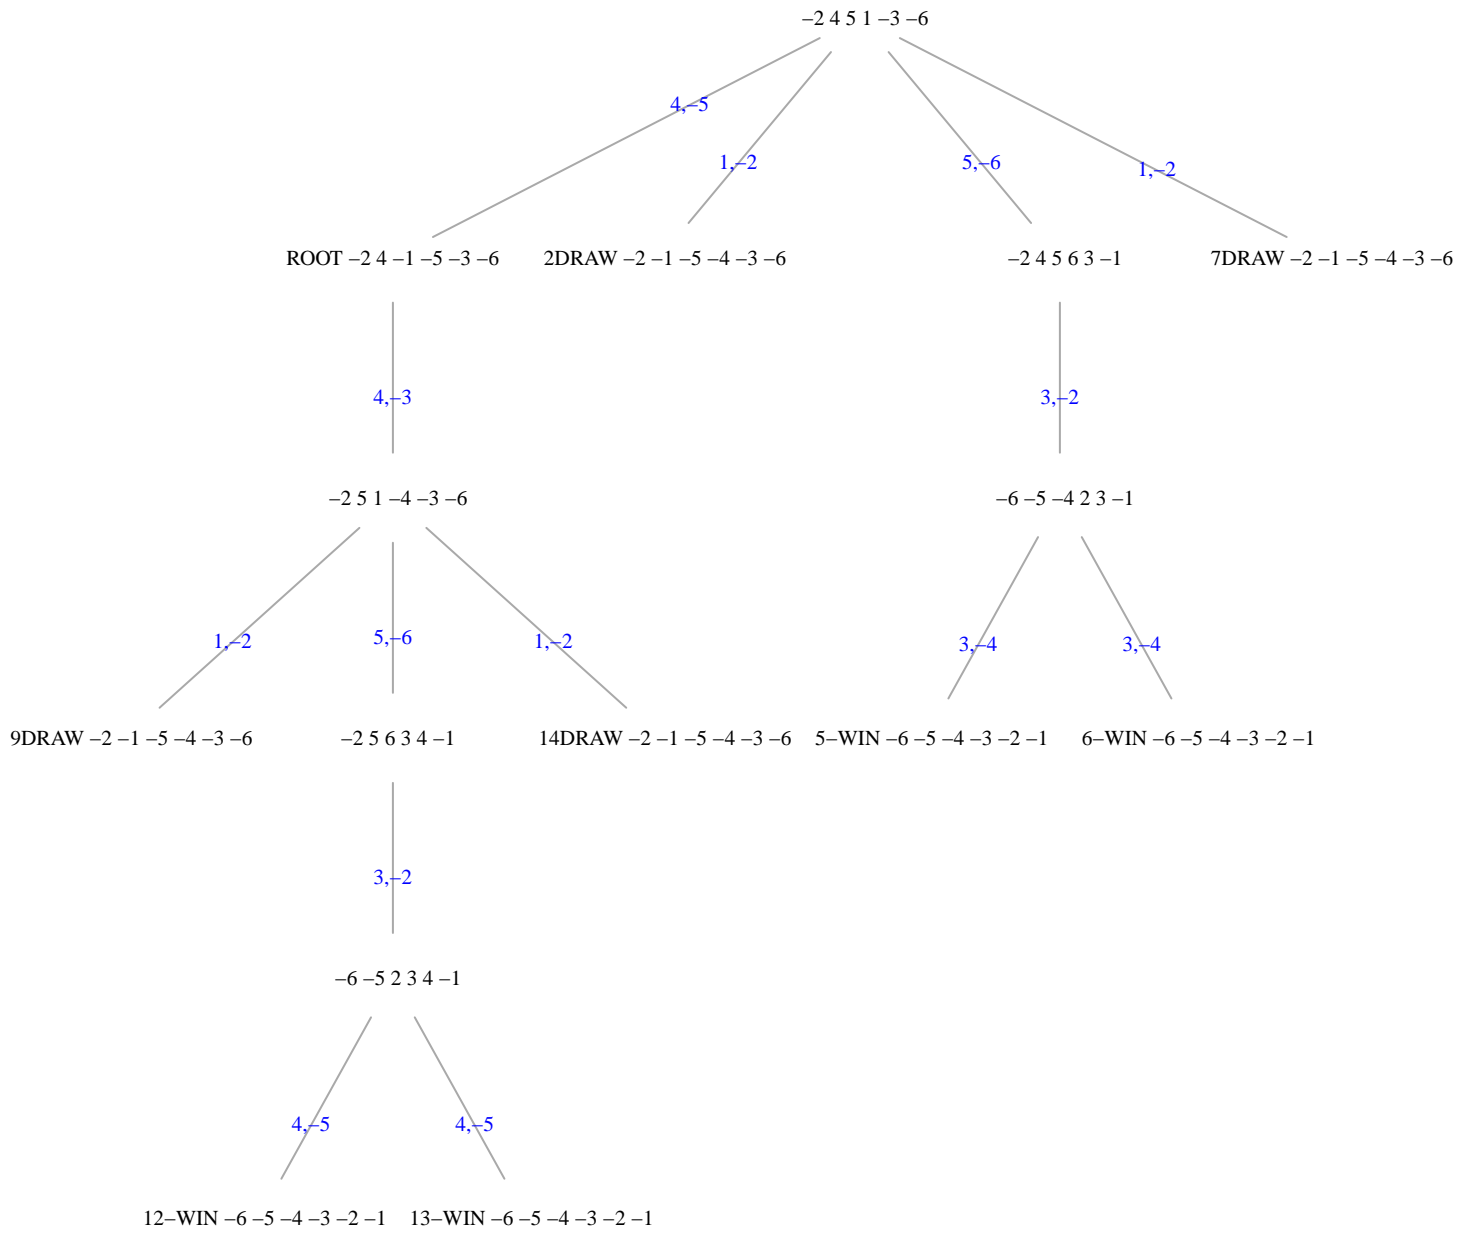 –2 4 5 1 –3 –6
4,–5
1,–2
5,–6
1,–2
ROOT –2 4 –1 –5 –3 –6
2DRAW –2 –1 –5 –4 –3 –6
–2 4 5 6 3 –1
7DRAW –2 –1 –5 –4 –3 –6
4,–3
3,–2
–2 5 1 –4 –3 –6
–6 –5 –4 2 3 –1
1,–2
5,–6
1,–2
3,–4
3,–4
9DRAW –2 –1 –5 –4 –3 –6
–2 5 6 3 4 –1
14DRAW –2 –1 –5 –4 –3 –6
5–WIN –6 –5 –4 –3 –2 –1
6–WIN –6 –5 –4 –3 –2 –1
3,–2
–6 –5 2 3 4 –1
4,–5
4,–5
12–WIN –6 –5 –4 –3 –2 –1
13–WIN –6 –5 –4 –3 –2 –1